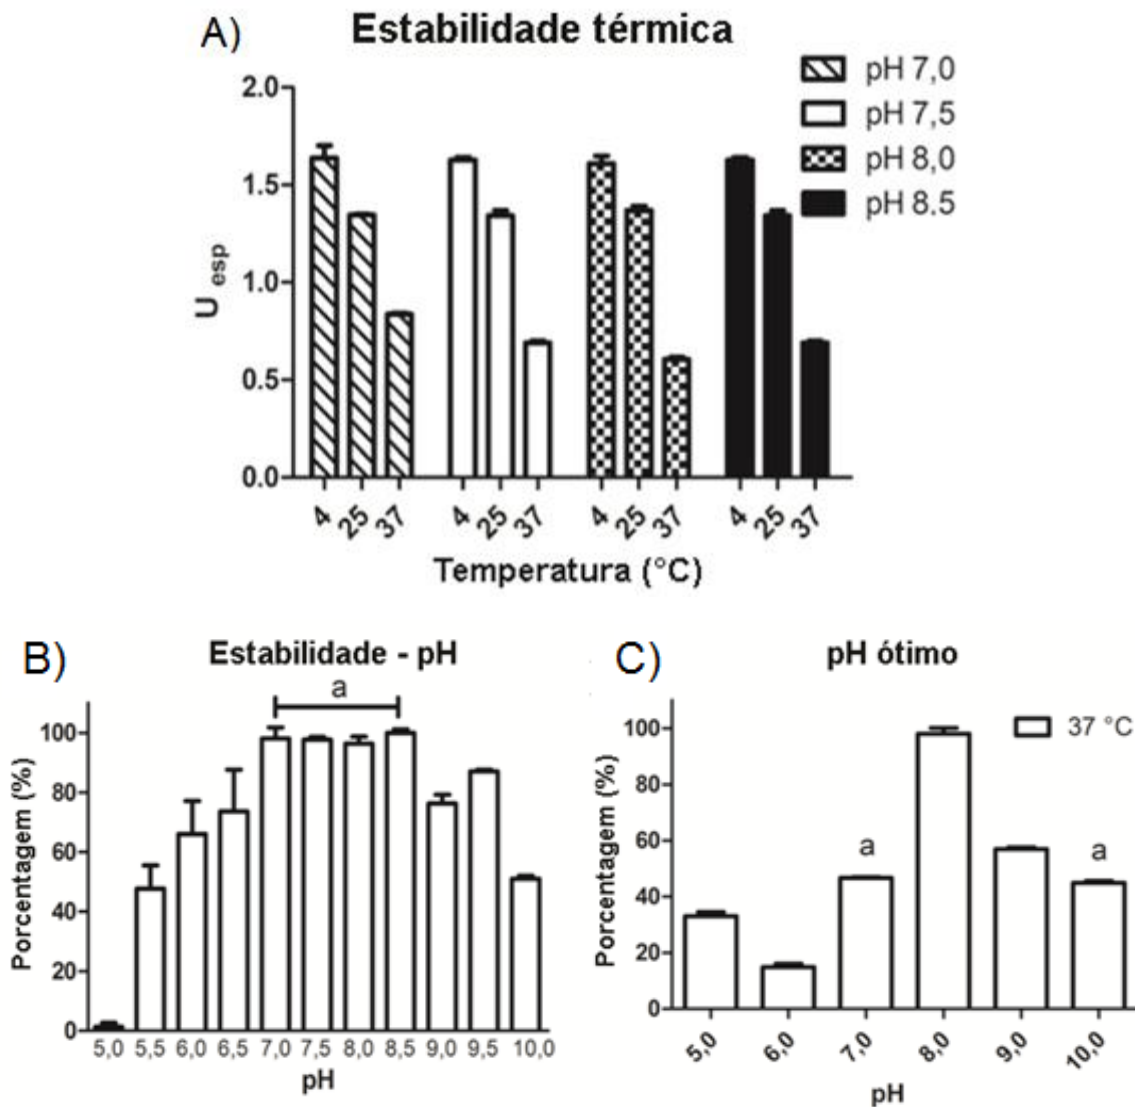 A) Estabilidade térmica
pH 7,0
pH 7,5
pH 8,0
pH 8.5
2.0
1.5
1.0
0.5
0.0
U esp
4 25 37 4 25 37 4 25 37 4 25 37
Temperatura (°C)
B) Estabilidade - pH
a
100
80
60
40
20
0
Porcentagem (%)
5,0 5,5 6,0 6,5 7,0 7,5 8,0 8,5 9,0 9,5 10,0
pH
C) pH ótimo
37 °C
100
80
60
40
20
0
Porcentagem (%)
a a
5,0 6,0 7,0 8,0 9,0 10,0
pH